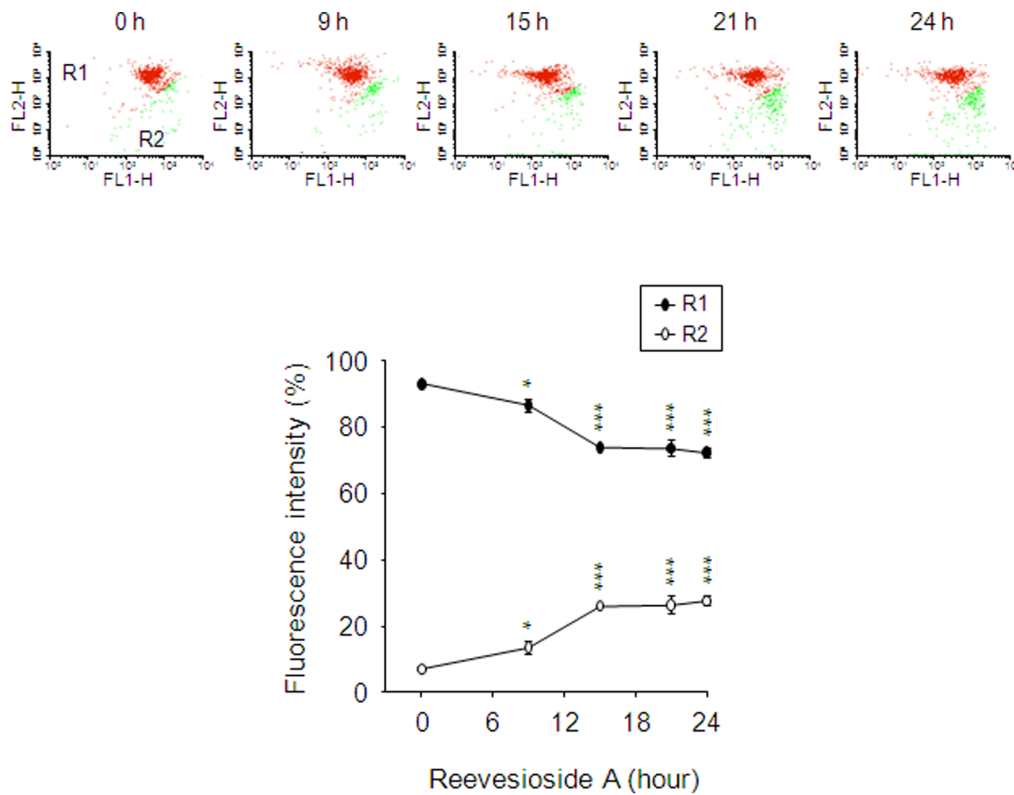 0 h 9 h 15 h 21 h 24 h
R1
R2
FL2-H FL2-H FL2-H FL2-H FL2-H
FL1-H FL1-H FL1-H FL1-H FL1-H
R1
R2
Fluorescence intensity (%)
100
80
60
40
20
0
* *** *** ***
* *** *** ***
0 6 12 18 24
Reevesioside A (hour)